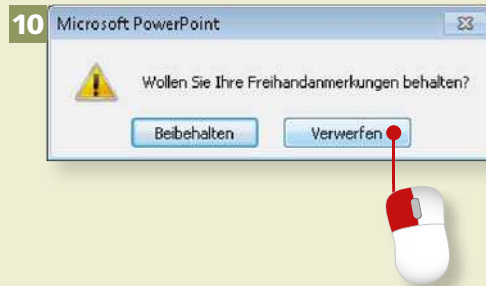 10
Microsoft PowerPoint
Wollen Sie Ihre Freihandanmerkungen behalten?
Beibehalten
Verwerfen